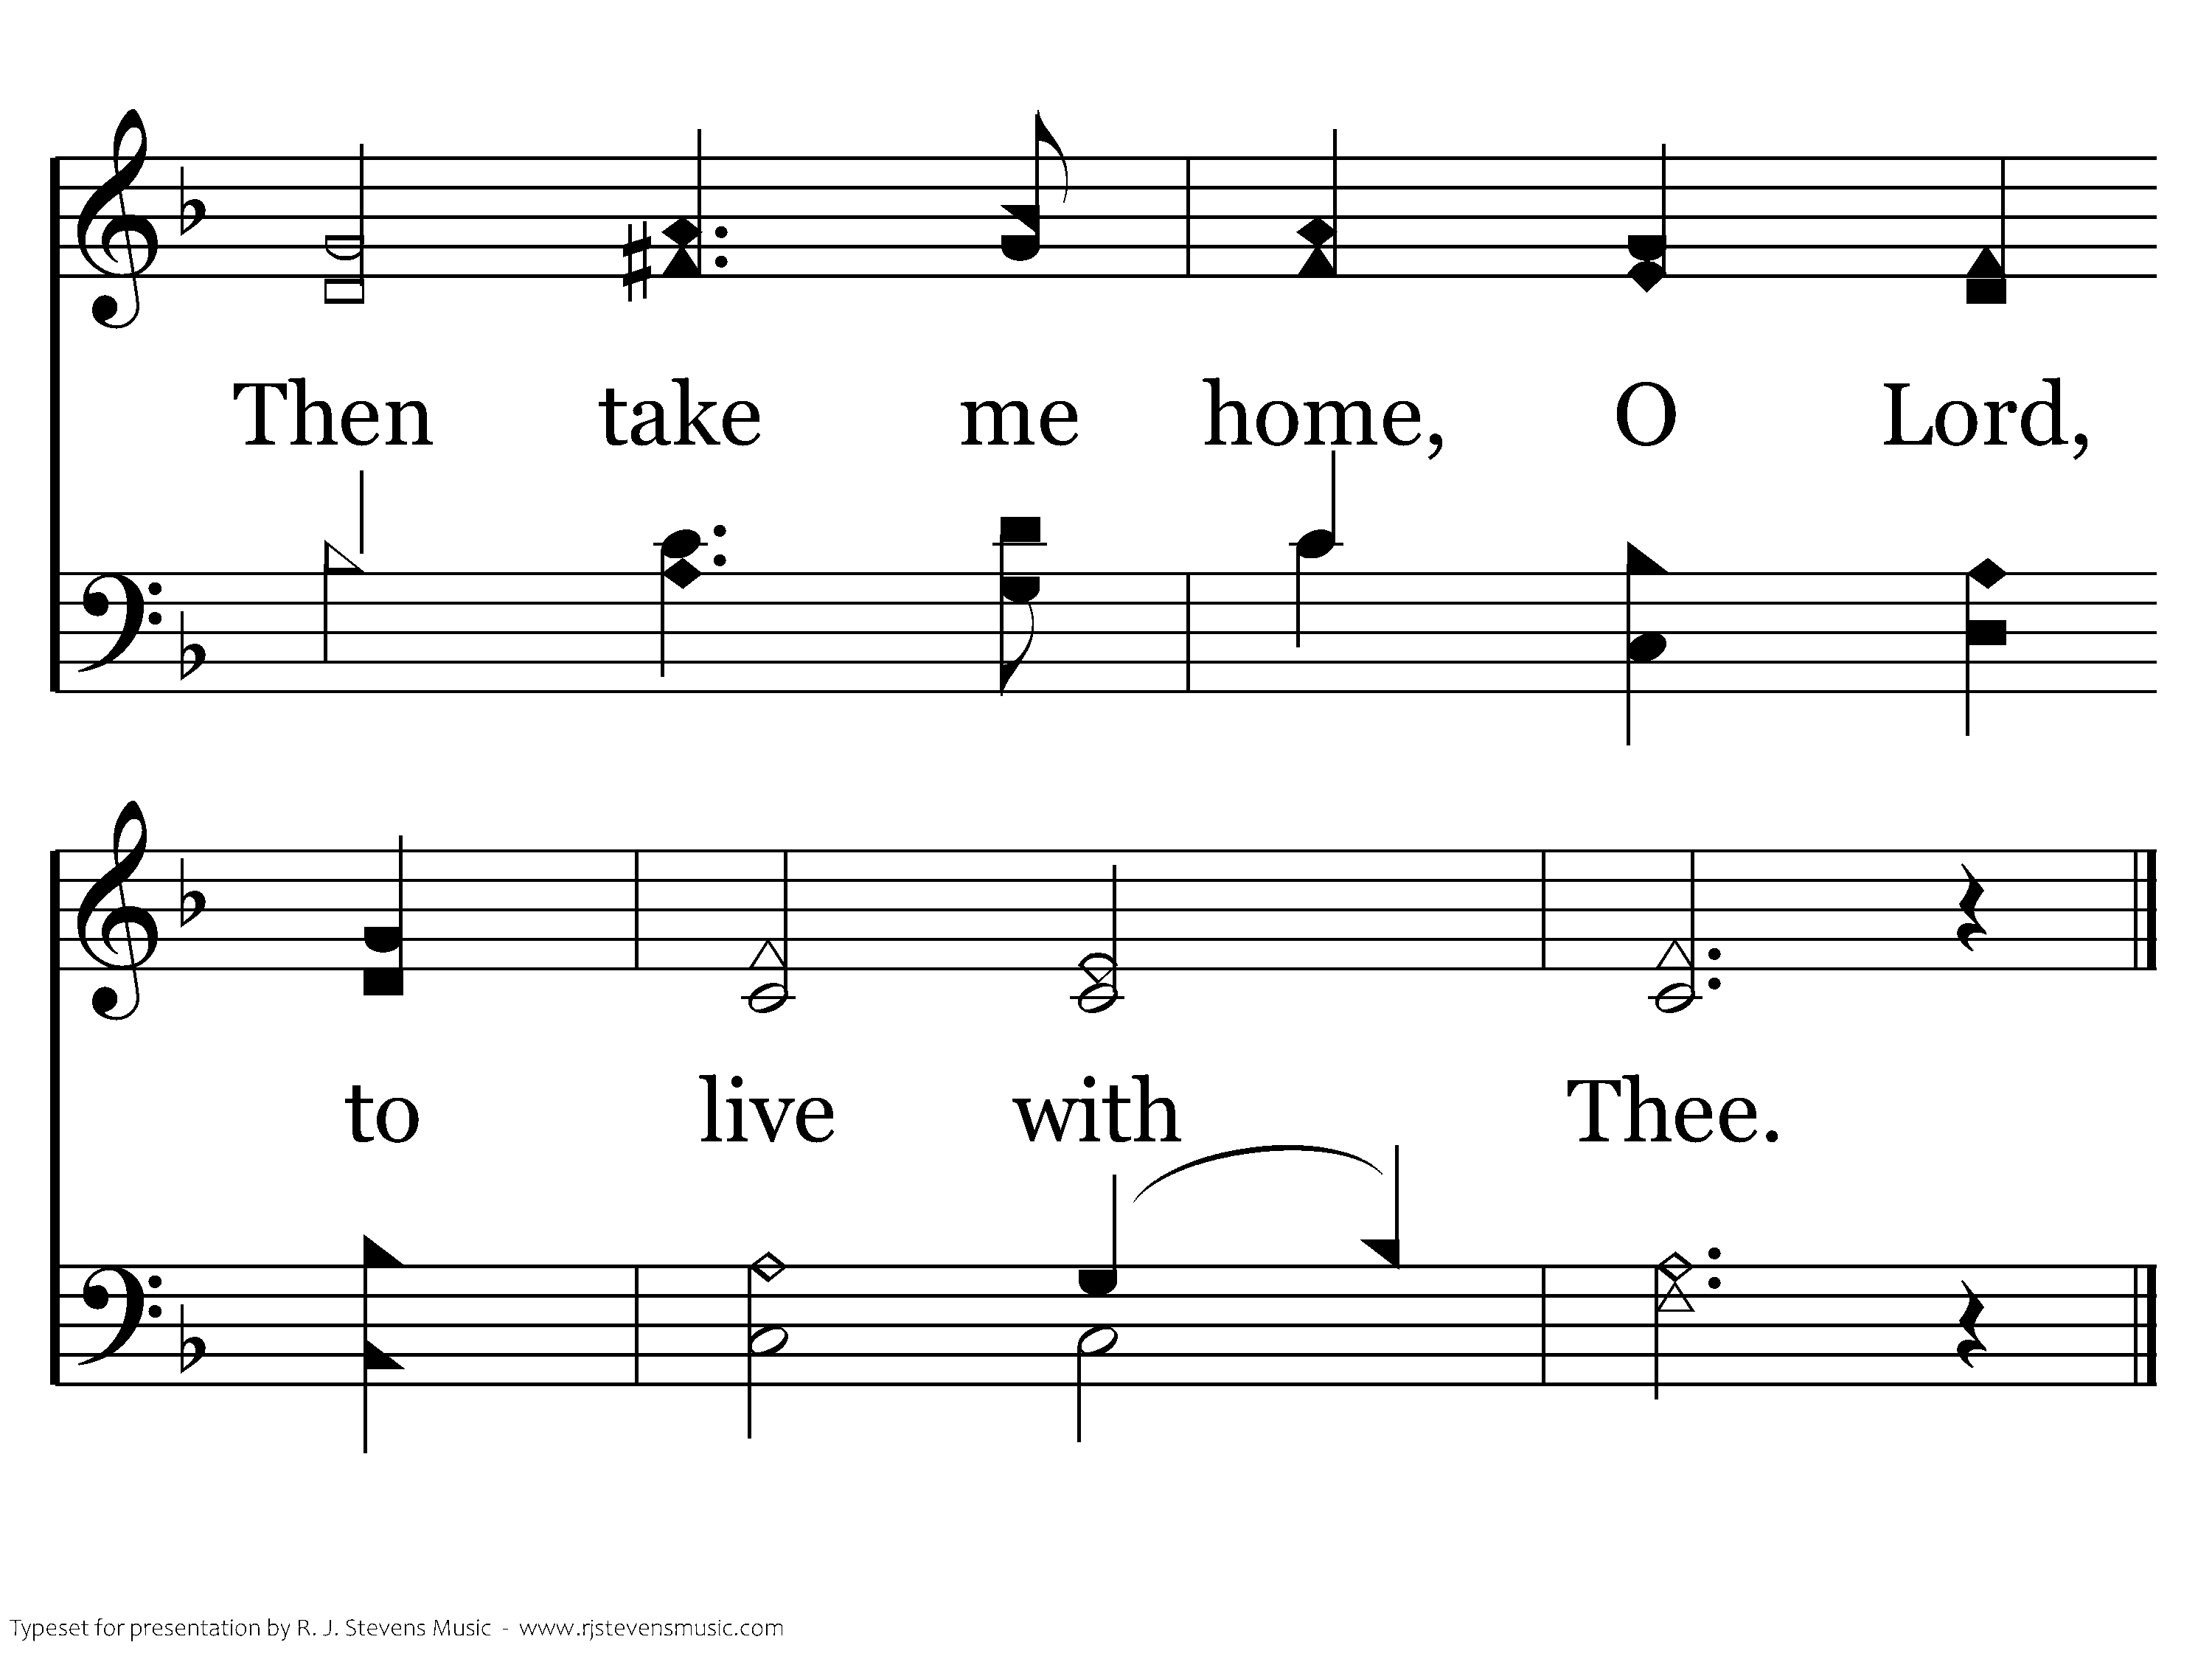 Then take me home, O Lord,
to live with Thee.
Typeset for presentation by R. J. Stevens Music - www.rjstevensmusic.com